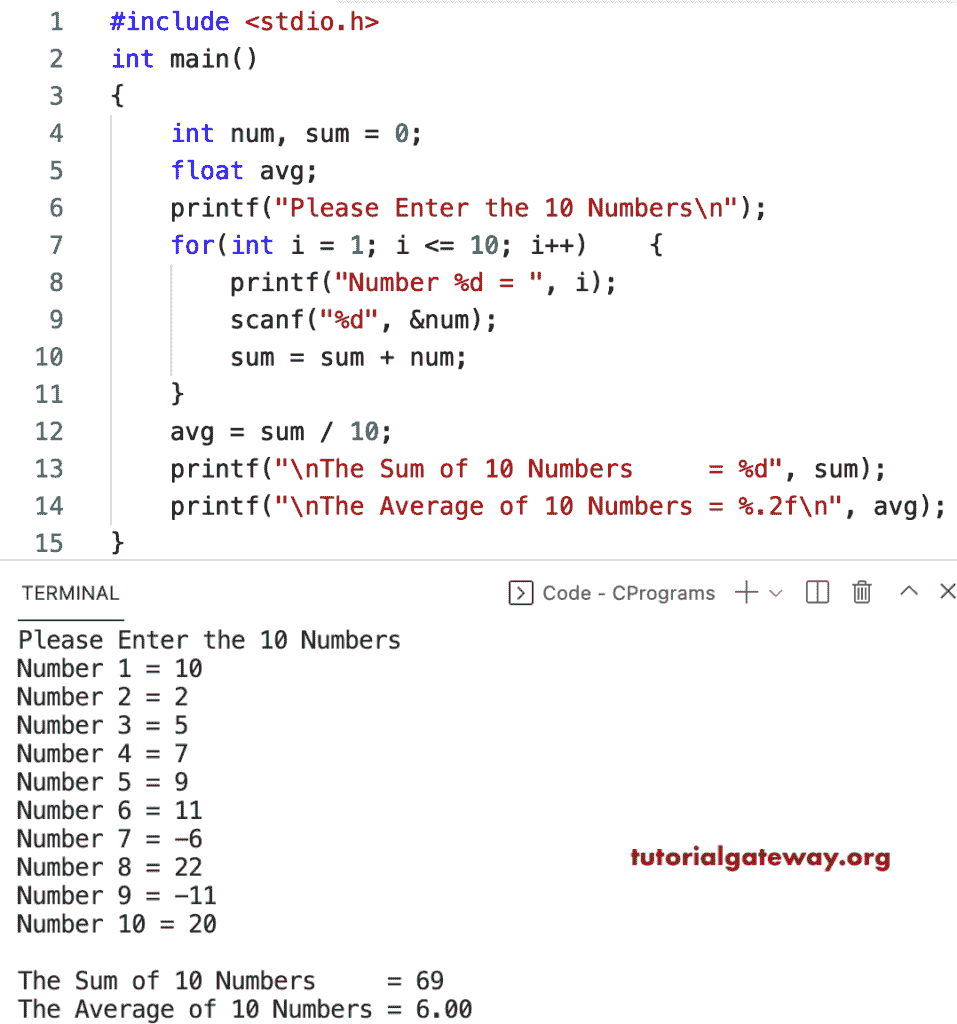 1 #include <stdio.h>
2 int main()
3 {
4 int num, sum = 0;
5 float avg;
6 printf("Please Enter the 10 Numbers\n");
7 for(int i = 1; i <= 10; i++)    {
8 printf("Number %d = ", i);
9 scanf("%d", &num);
10 sum = sum + num;
11 }
12 avg = sum / 10;
13 printf("\nThe Sum of 10 Numbers     = %d", sum);
14 printf("\nThe Average of 10 Numbers = %.2f\n", avg);
15 }
TERMINAL Code - CPrograms
Please Enter the 10 Numbers
Number 1 = 10
Number 2 = 2
Number 3 = 5
Number 4 = 7
Number 5 = 9
Number 6 = 11
Number 7 = -6
Number 8 = 22
Number 9 = -11
Number 10 = 20
tutorialgateway.org
The Sum of 10 Numbers     = 69
The Average of 10 Numbers = 6.00